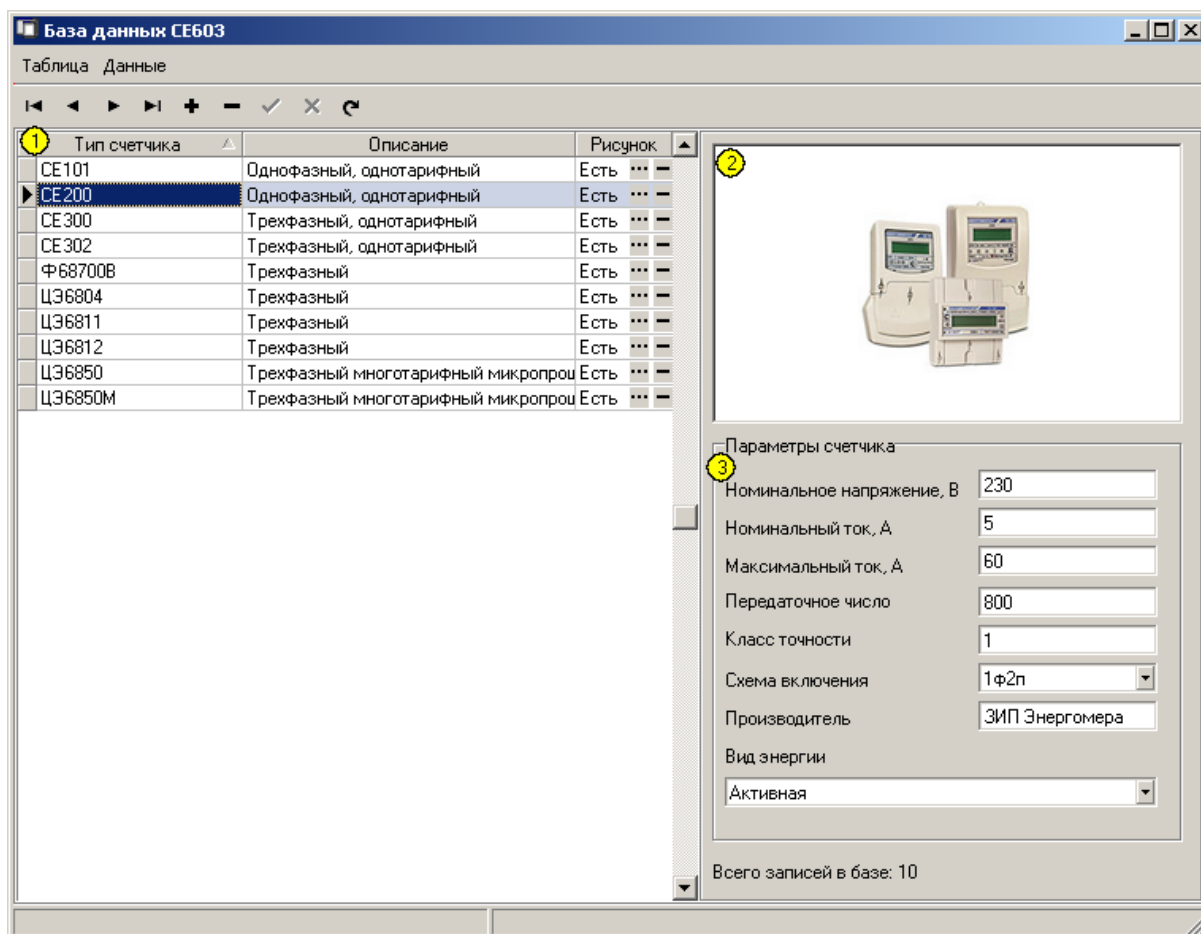 База данных СЕ603
Таблица Данные
1 Тип счетчика Описание Рисунок
СЕ101 Однофазный, однотарифный Есть
СЕ200 Однофазный, однотарифный Есть
СЕ300 Трехфазный, однотарифный Есть
СЕ302 Трехфазный, однотарифный Есть
Ф68700В Трехфазный Есть
ЦЭ6804 Трехфазный Есть
ЦЭ6811 Трехфазный Есть
ЦЭ6812 Трехфазный Есть
ЦЭ6850 Трехфазный многотарифный микропроц Есть
ЦЭ6850М Трехфазный многотарифный микропроц Есть
2
Параметры счетчика
3
Номинальное напряжение, В 230
Номинальный ток, А 5
Максимальный ток, А 60
Передаточное число 800
Класс точности 1
Схема включения 1ф2п
Производитель ЗИП Энергомера
Вид энергии
Активная
Всего записей в базе: 10